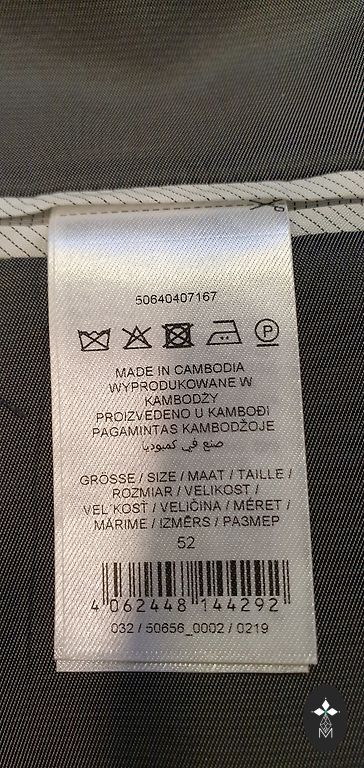 50640407167
P
MADE IN CAMBODIA
WYPRODUKOWANE W
KAMBODŻY
PROIZVEDENO U KAMBOĐI
PAGAMINTAS KAMBODŽOJE
صنع في كمبوديا
GRÖSSE / SIZE / MAAT / TAILLE /
ROZMIAR / VELIKOST /
VEL´KOSŤ / VELIČINA / MÉRET /
MĂRIME / IZMĒRS / РАЗМЕР
52
4 062448 144292
032 / 50656_0002 / 0219
M